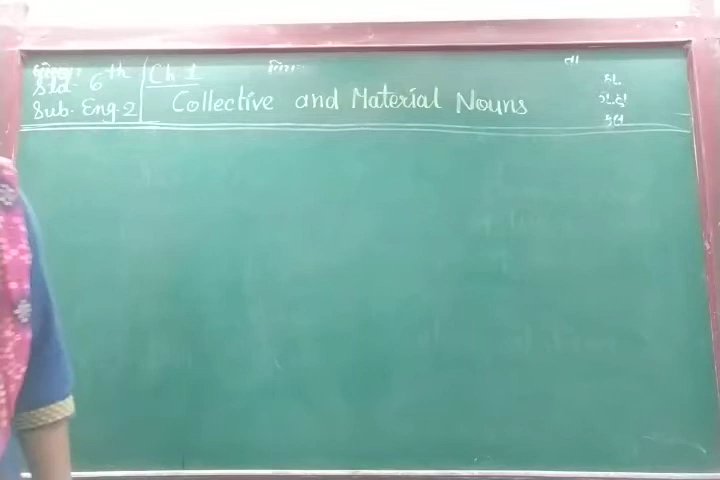 Std- 6th Ch 1
Sub- Eng-2 Collective and Material Nouns